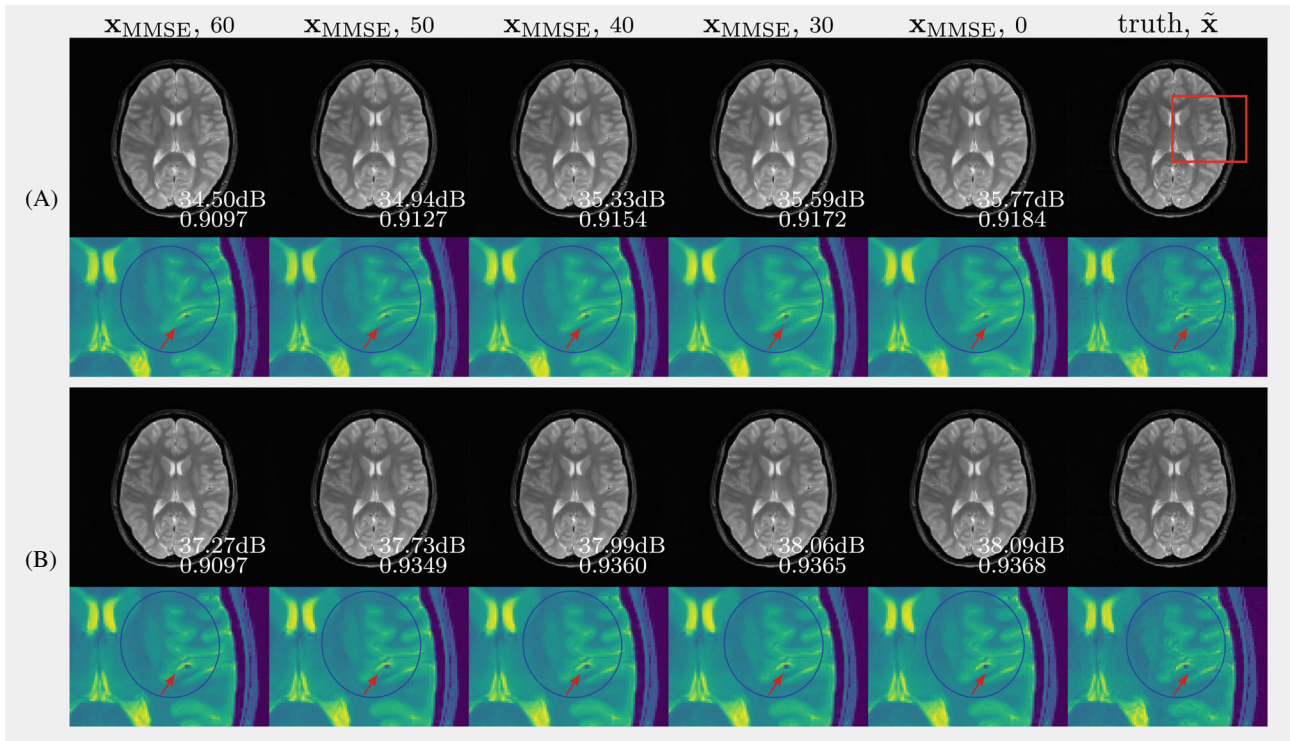 x_MMSE, 60 x_MMSE, 50 x_MMSE, 40 x_MMSE, 30 x_MMSE, 0 truth, x̃
(A)
34.50dB 34.94dB 35.33dB 35.59dB 35.77dB
0.9097 0.9127 0.9154 0.9172 0.9184
(B)
37.27dB 37.73dB 37.99dB 38.06dB 38.09dB
0.9097 0.9349 0.9360 0.9365 0.9368